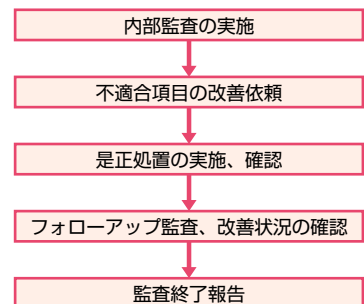 内部監査の実施
不適合項目の改善依頼
是正処置の実施、確認
フォローアップ監査、改善状況の確認
監査終了報告